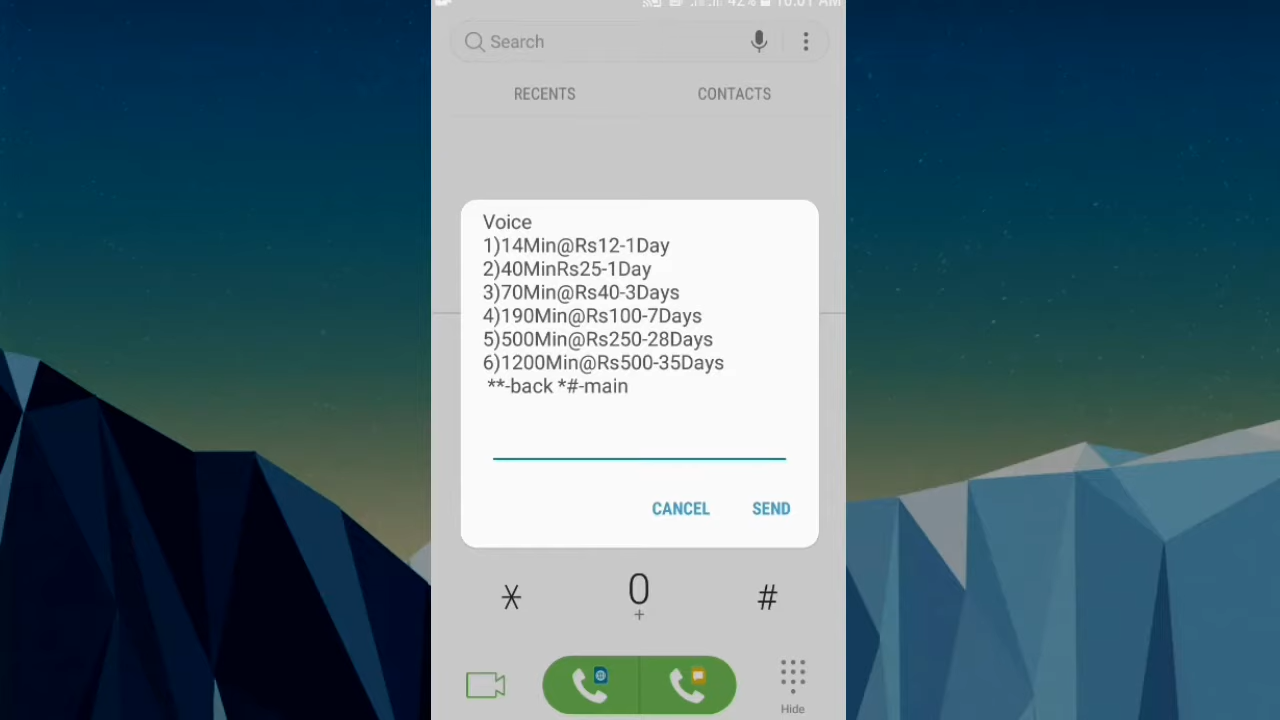 Search
RECENTS CONTACTS
Voice
1)14Min@Rs12-1Day
2)40MinRs25-1Day
3)70Min@Rs40-3Days
4)190Min@Rs100-7Days
5)500Min@Rs250-28Days
6)1200Min@Rs500-35Days
**-back *#-main
CANCEL SEND
* 0 #
+
Hide